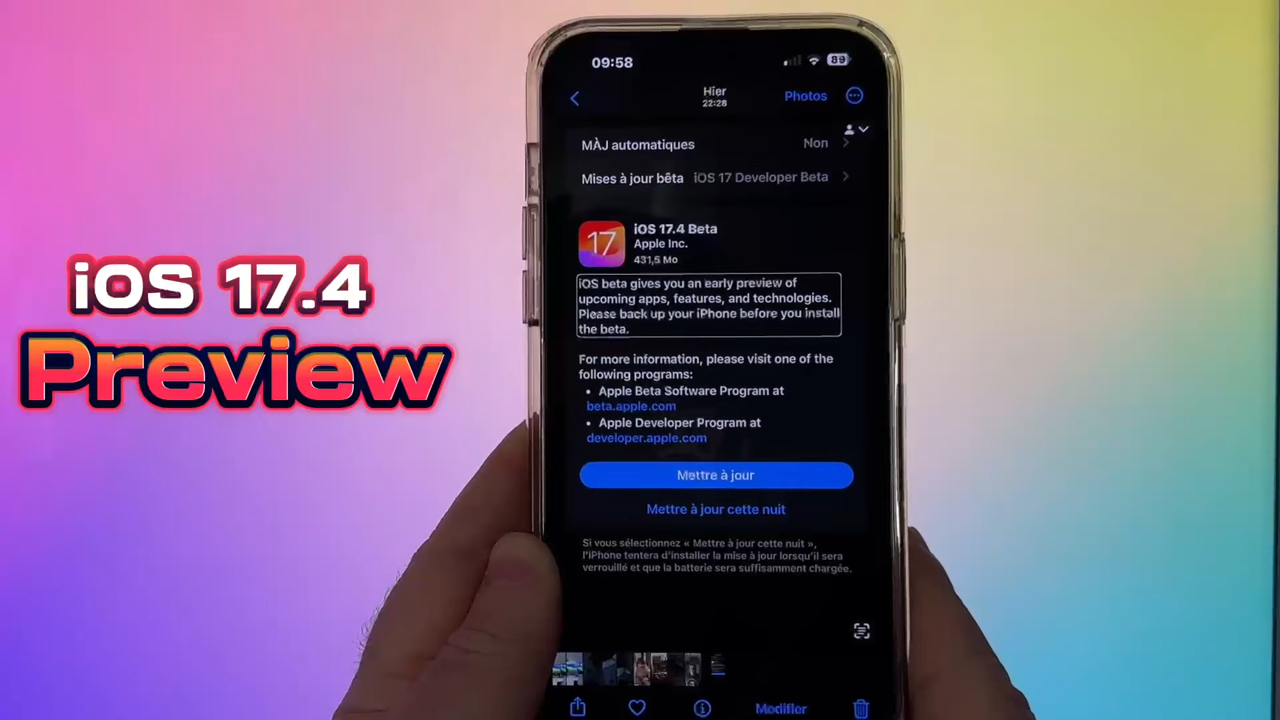 iOS 17.4
Preview
09:58
89
Hier
22:28
Photos
MÀJ automatiques
Non
Mises à jour bêta
iOS 17 Developer Beta
17
iOS 17.4 Beta
Apple Inc.
431,5 Mo
iOS beta gives you an early preview of
upcoming apps, features, and technologies.
Please back up your iPhone before you install
the beta.
For more information, please visit one of the
following programs:
• Apple Beta Software Program at
beta.apple.com
• Apple Developer Program at
developer.apple.com
Mettre à jour
Mettre à jour cette nuit
Si vous sélectionnez « Mettre à jour cette nuit »,
l'iPhone tentera d'installer la mise à jour lorsqu'il sera
verrouillé et que la batterie sera suffisamment chargée.
Modifier